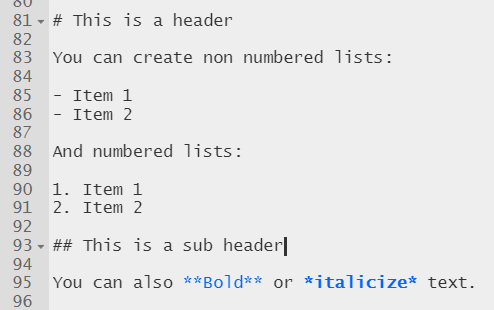 80
81 # This is a header
82
83 You can create non numbered lists:
84
85 - Item 1
86 - Item 2
87
88 And numbered lists:
89
90 1. Item 1
91 2. Item 2
92
93 ## This is a sub header
94
95 You can also **Bold** or *italicize* text.
96